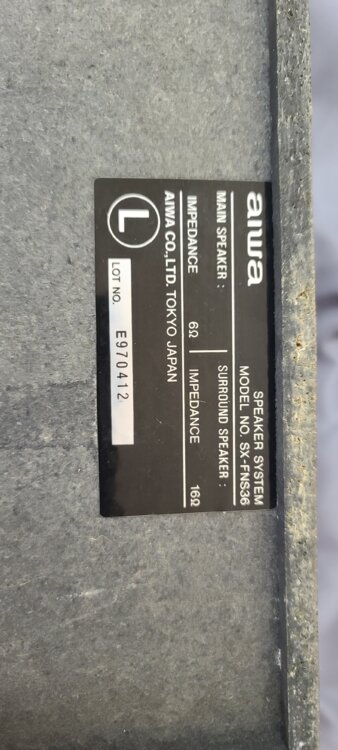 aiwa
SPEAKER SYSTEM
MODEL NO. SX-FNS36
MAIN SPEAKER :
SURROUND SPEAKER :
IMPEDANCE 6Ω
IMPEDANCE 16Ω
AIWA CO.,LTD. TOKYO JAPAN
L
LOT NO. E970412